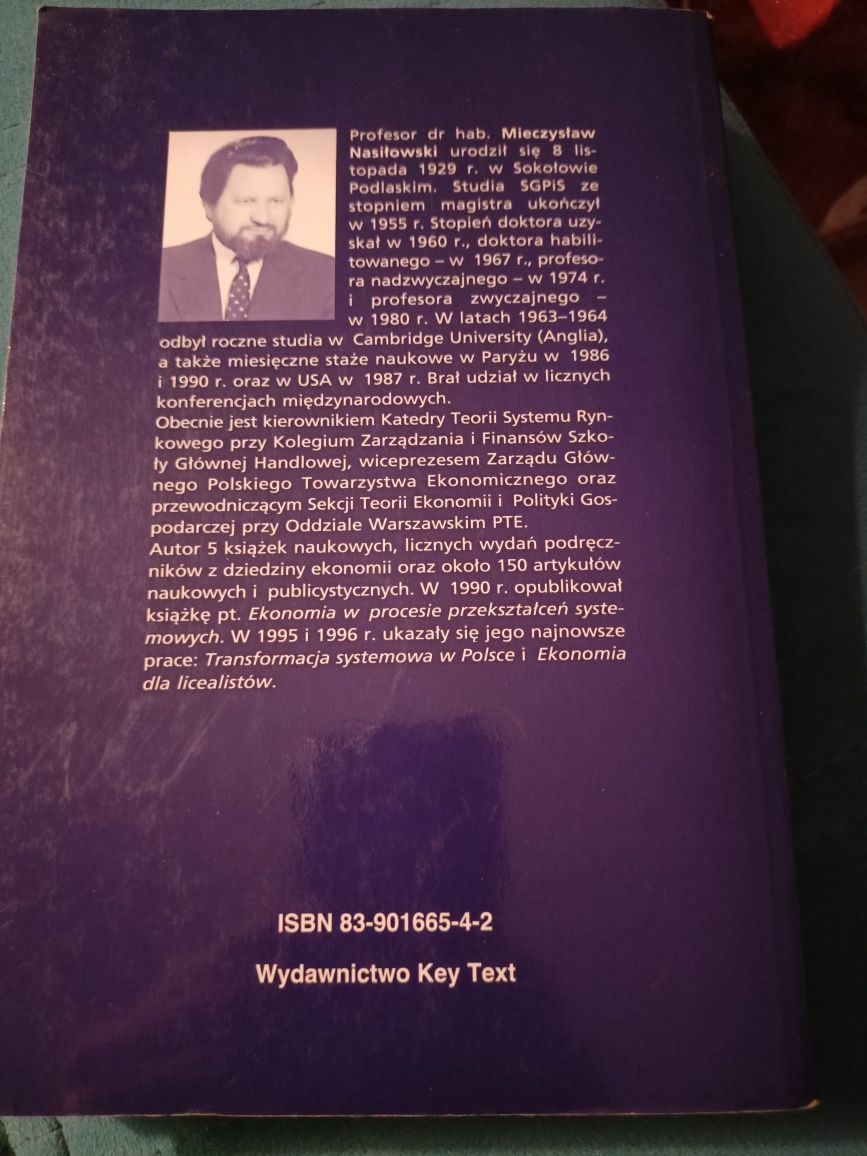 Profesor dr hab. Mieczysław
Nasiłowski urodził się 8 lis-
topada 1929 r. w Sokołowie
Podlaskim. Studia SGPiS ze
stopniem magistra ukończył
w 1955 r. Stopień doktora uzy-
skał w 1960 r., doktora habili-
towanego – w 1967 r., profeso-
ra nadzwyczajnego – w 1974 r.
i profesora zwyczajnego –
w 1980 r. W latach 1963–1964
odbył roczne studia w Cambridge University (Anglia),
a także miesięczne staże naukowe w Paryżu w 1986
i 1990 r. oraz w USA w 1987 r. Brał udział w licznych
konferencjach międzynarodowych.
Obecnie jest kierownikiem Katedry Teorii Systemu Ryn-
kowego przy Kolegium Zarządzania i Finansów Szko-
ły Głównej Handlowej, wiceprezesem Zarządu Głów-
nego Polskiego Towarzystwa Ekonomicznego oraz
przewodniczącym Sekcji Teorii Ekonomii i Polityki Gos-
podarczej przy Oddziale Warszawskim PTE.
Autor 5 książek naukowych, licznych wydań podręcz-
ników z dziedziny ekonomii oraz około 150 artykułów
naukowych i publicystycznych. W 1990 r. opublikował
książkę pt. Ekonomia w procesie przekształceń syste-
mowych. W 1995 i 1996 r. ukazały się jego najnowsze
prace: Transformacja systemowa w Polsce i Ekonomia
dla licealistów.
ISBN 83-901665-4-2
Wydawnictwo Key Text